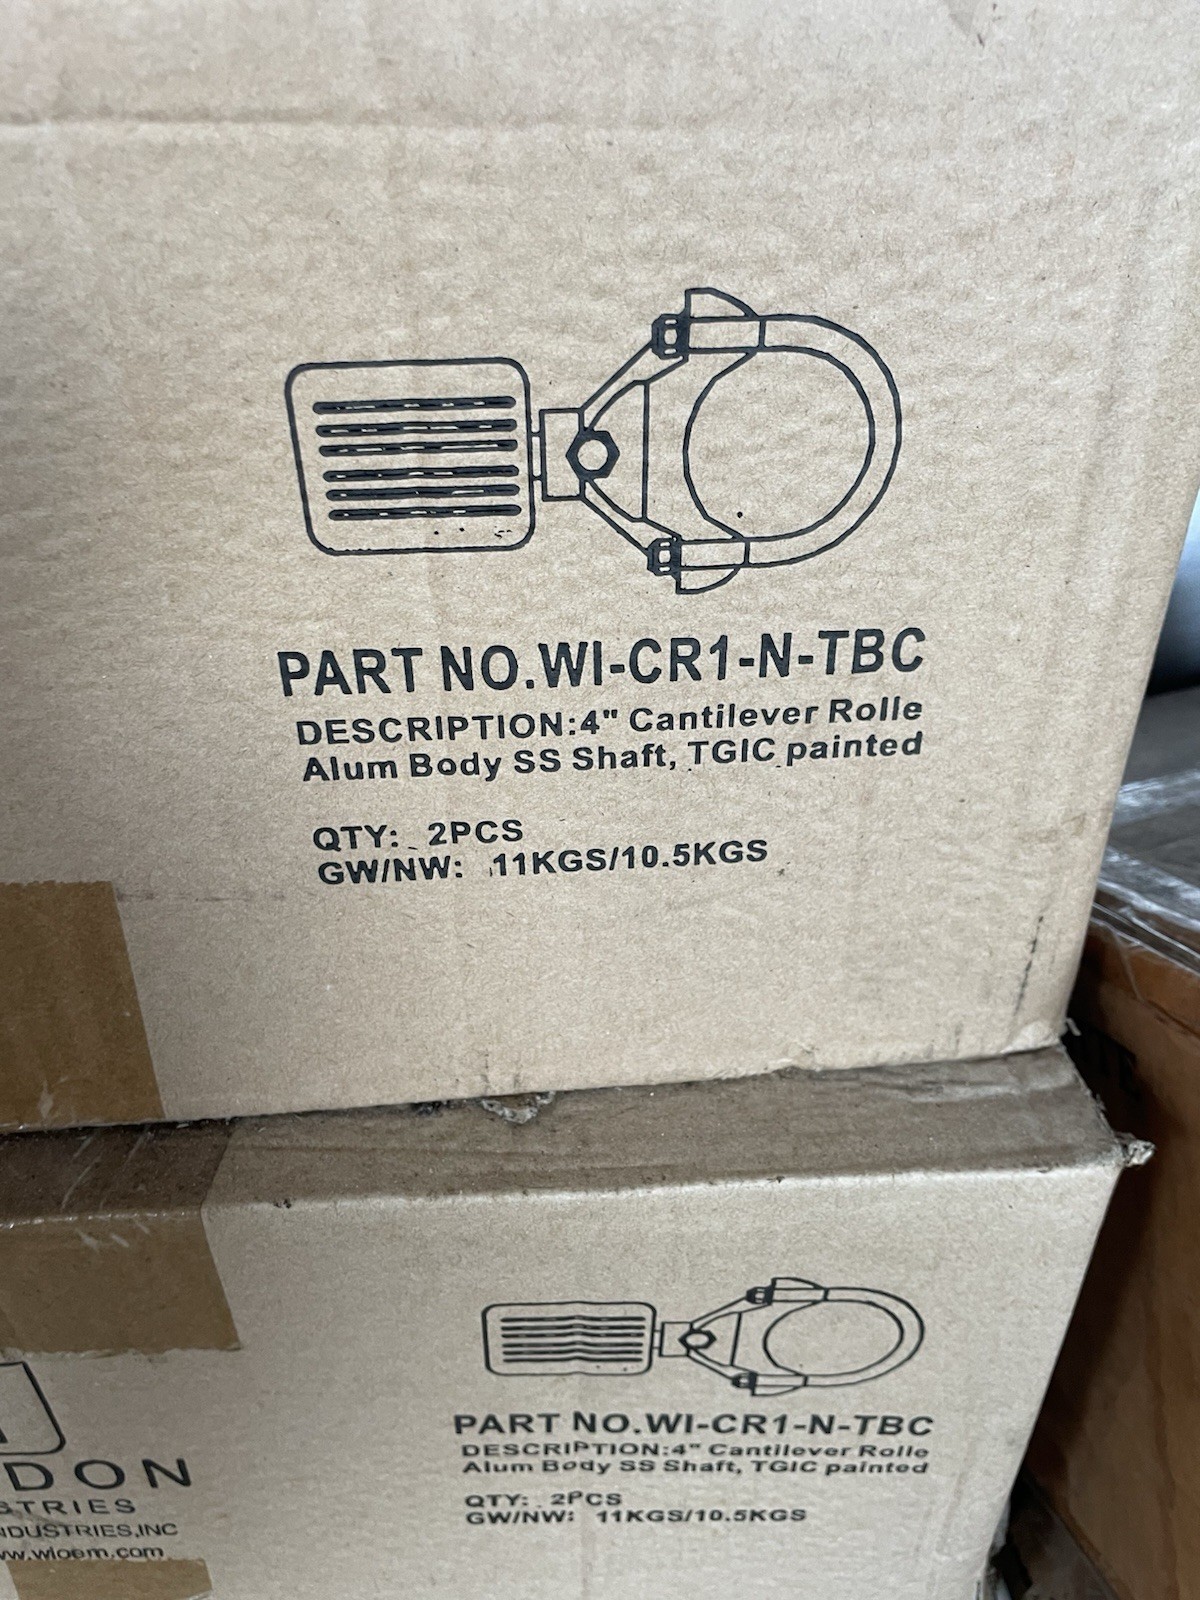 PART NO.WI-CR1-N-TBC
DESCRIPTION:4" Cantilever Rolle
Alum Body SS Shaft, TGIC painted
QTY: 2PCS
GW/NW: 11KGS/10.5KGS
DON
STRIES
INDUSTRIES,INC
ww.wioem.com
PART NO.WI-CR1-N-TBC
DESCRIPTION:4" Cantilever Rolle
Alum Body SS Shaft, TGIC painted
QTY: 2PCS
GW/NW: 11KGS/10.5KGS